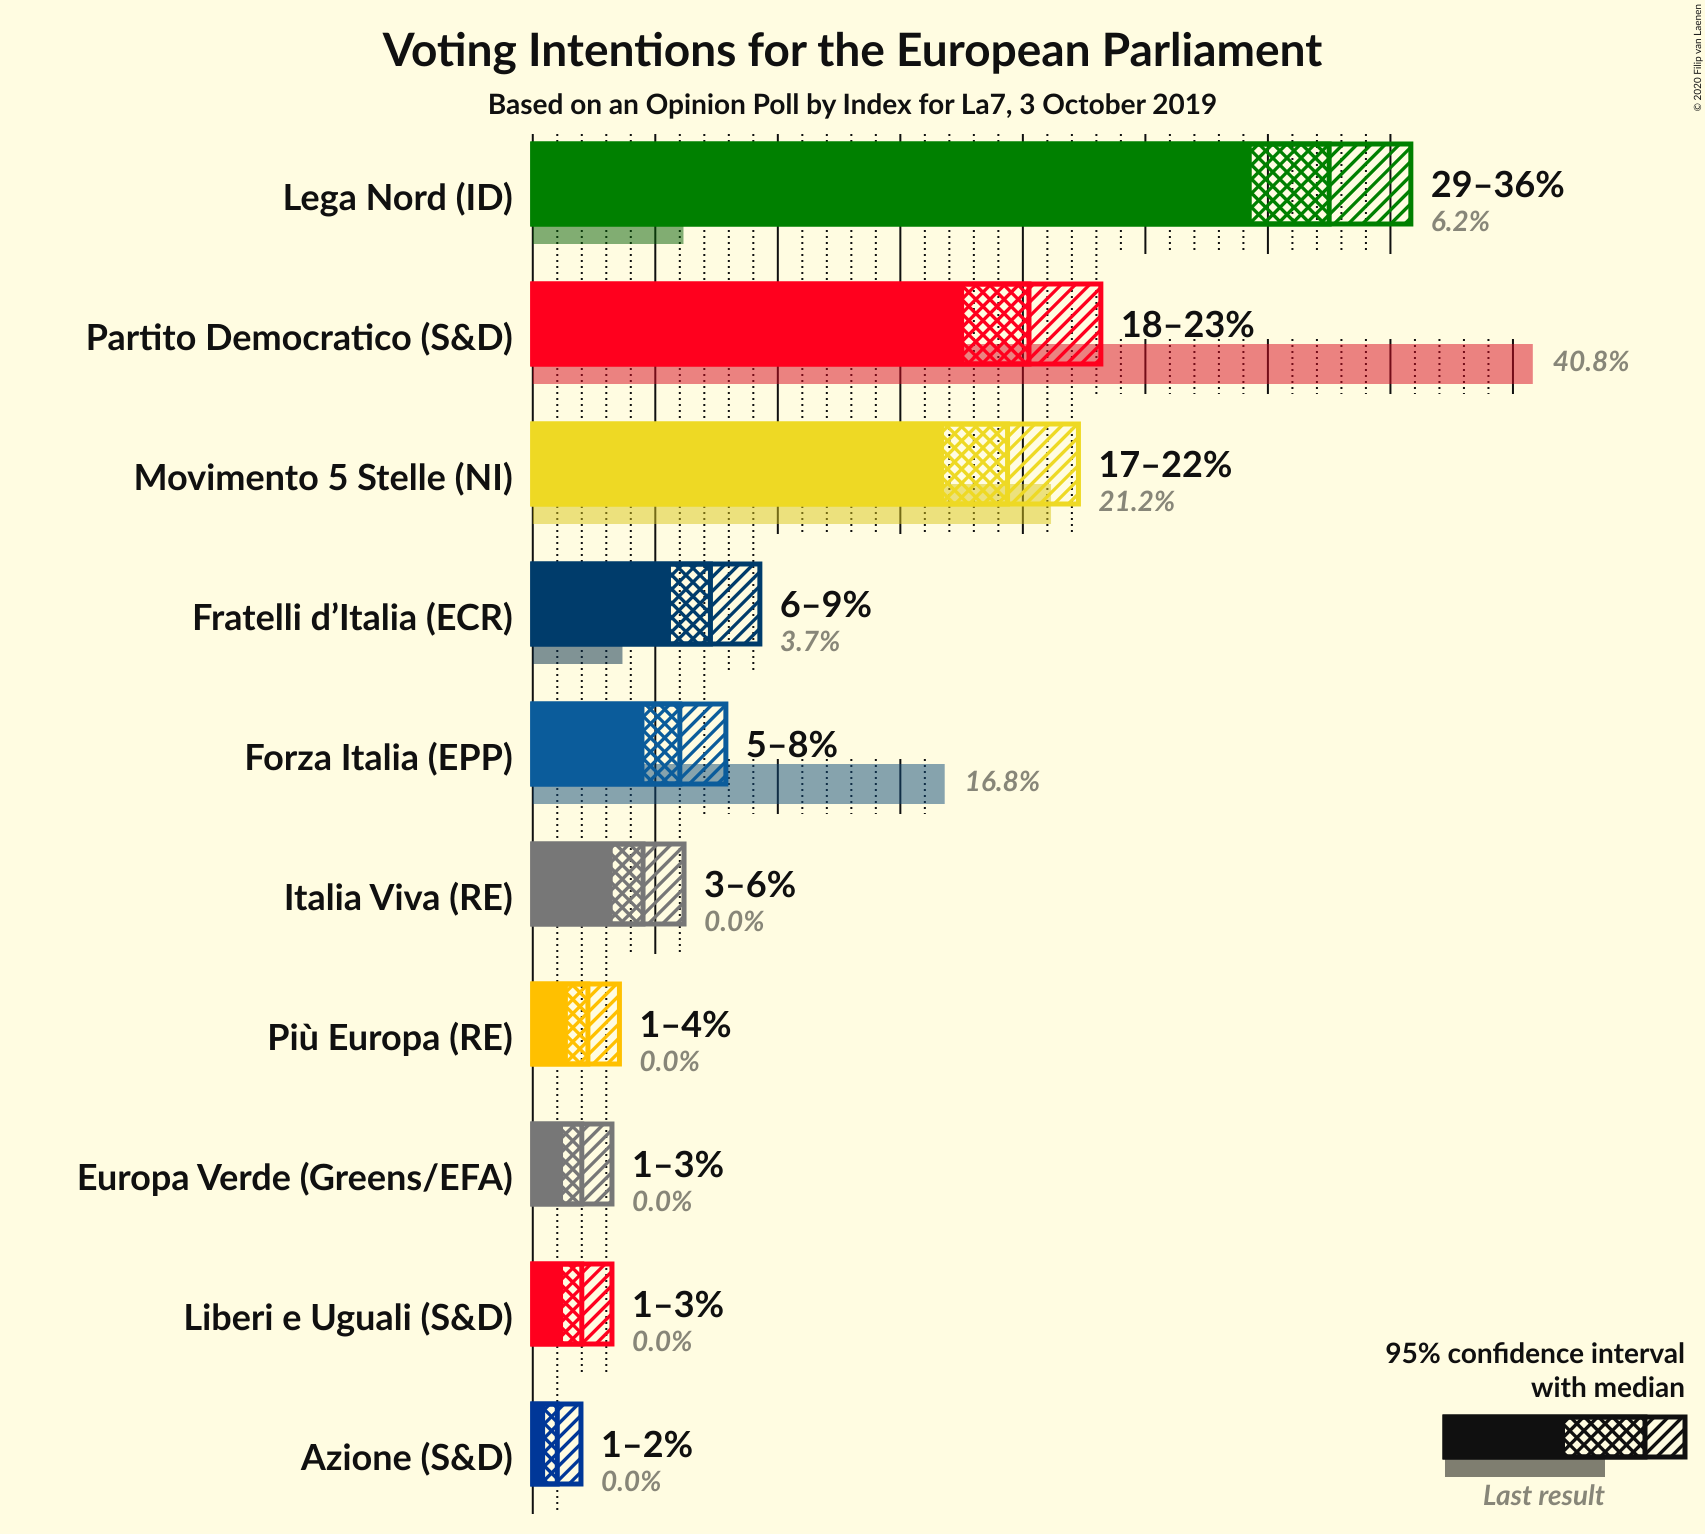 Voting Intentions for the European Parliament
Based on an Opinion Poll by Index for La7, 3 October 2019
© 2020 Filip van Laenen
Lega Nord (ID)
29–36%
6.2%
Partito Democratico (S&D)
18–23%
40.8%
Movimento 5 Stelle (NI)
17–22%
21.2%
Fratelli d’Italia (ECR)
6–9%
3.7%
Forza Italia (EPP)
5–8%
16.8%
Italia Viva (RE)
3–6%
0.0%
Più Europa (RE)
1–4%
0.0%
Europa Verde (Greens/EFA)
1–3%
0.0%
Liberi e Uguali (S&D)
1–3%
0.0%
Azione (S&D)
1–2%
0.0%
95% confidence interval
with median
Last result